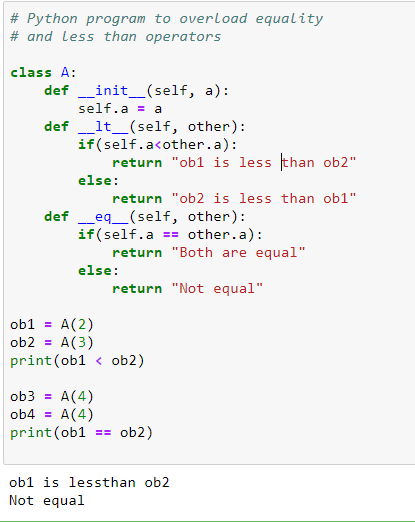 # Python program to overload equality
# and less than operators
class A:
    def __init__(self, a):
        self.a = a
    def __lt__(self, other):
        if(self.a<other.a):
            return "ob1 is less than ob2"
        else:
            return "ob2 is less than ob1"
    def __eq__(self, other):
        if(self.a == other.a):
            return "Both are equal"
        else:
            return "Not equal"
ob1 = A(2)
ob2 = A(3)
print(ob1 < ob2)
ob3 = A(4)
ob4 = A(4)
print(ob1 == ob2)
ob1 is lessthan ob2
Not equal